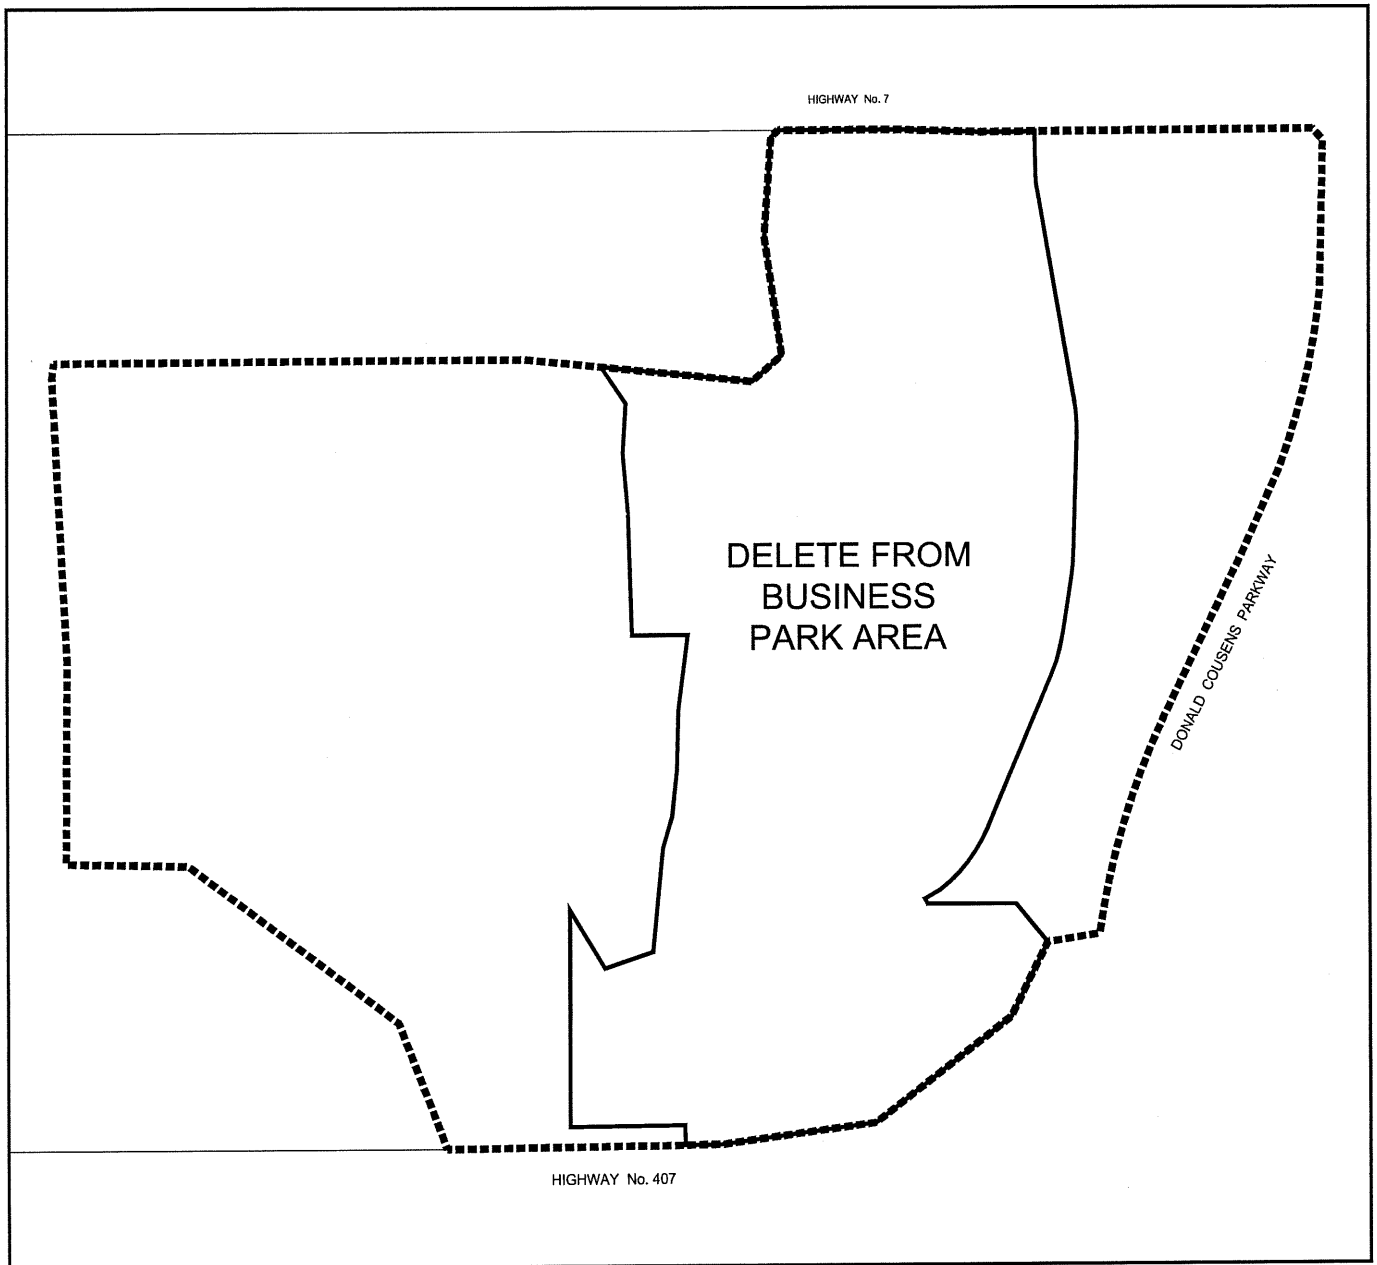 HIGHWAY No. 7
DELETE FROM
BUSINESS
PARK AREA
DONALD COUSENS PARKWAY
HIGHWAY No. 407